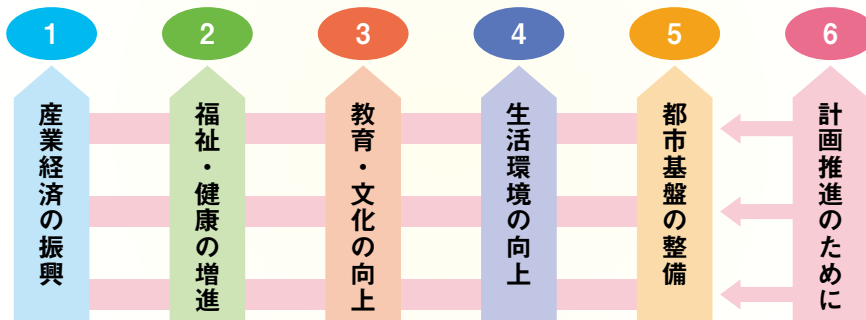 1
産業経済の振興
2
福祉・健康の増進
3
教育・文化の向上
4
生活環境の向上
5
都市基盤の整備
6
計画推進のために